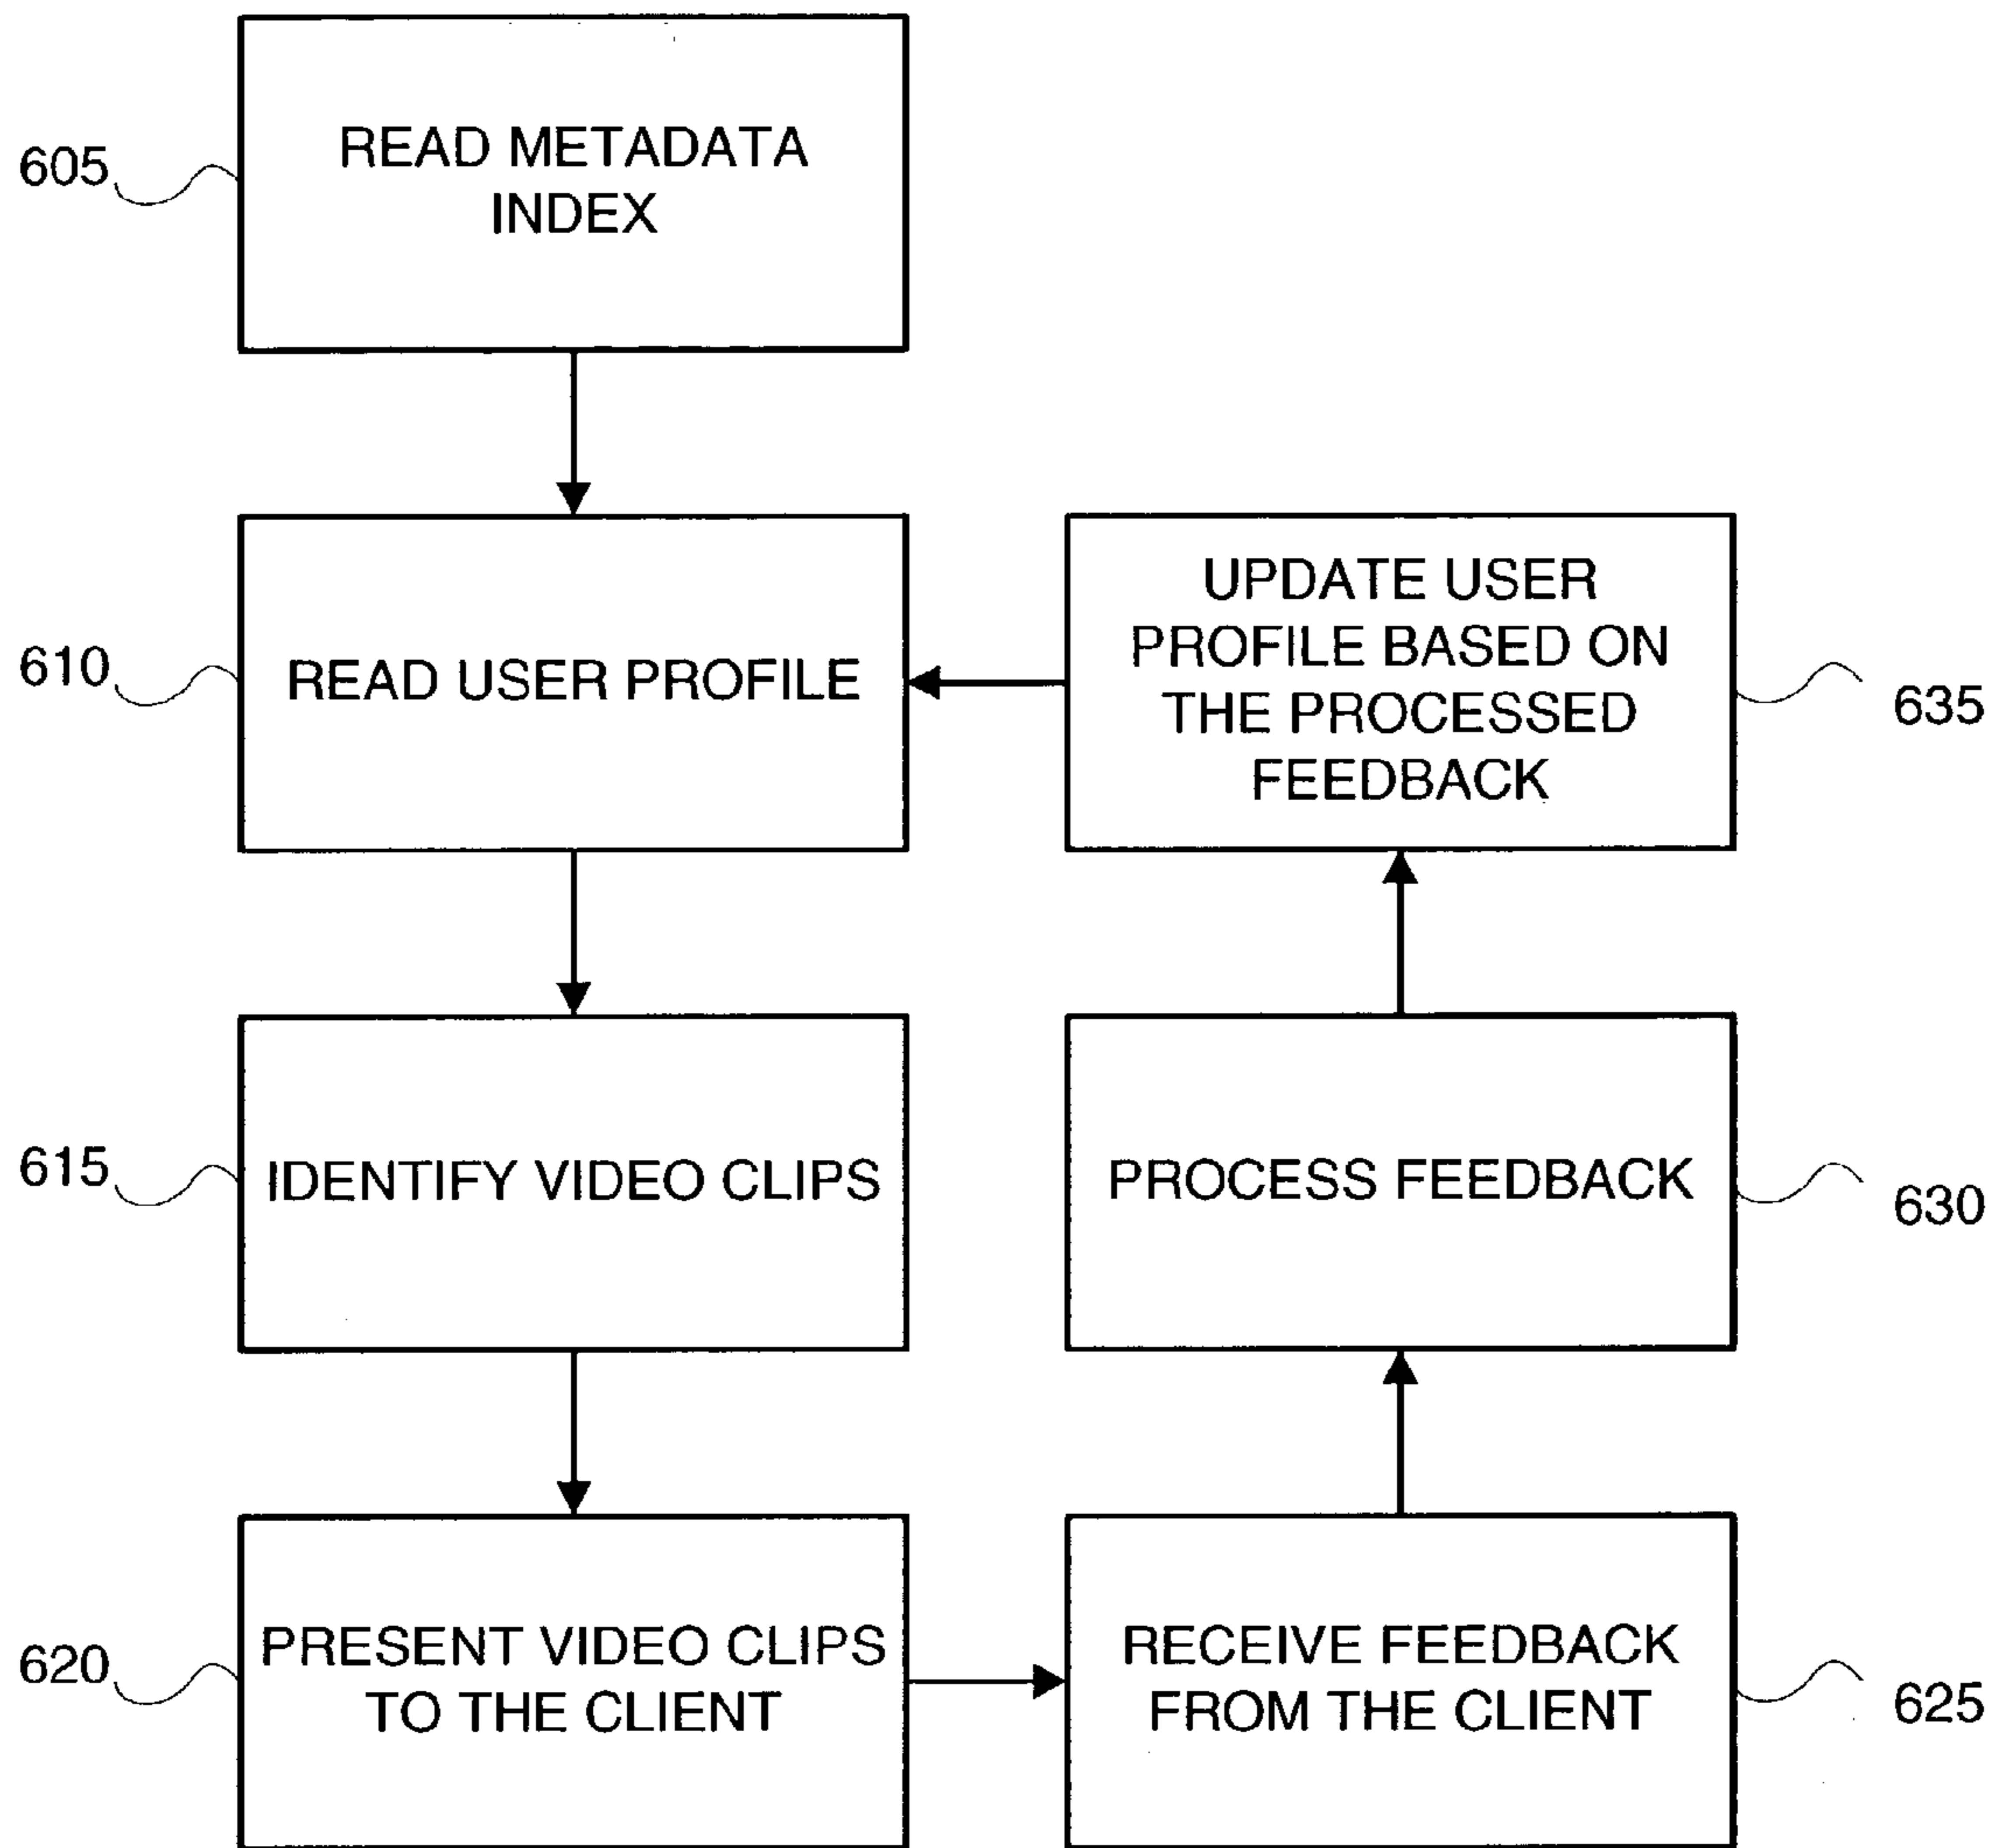 605
READ METADATA
INDEX
610
READ USER PROFILE
UPDATE USER
PROFILE BASED ON
THE PROCESSED
FEEDBACK
635
615
IDENTIFY VIDEO CLIPS
PROCESS FEEDBACK
630
620
PRESENT VIDEO CLIPS
TO THE CLIENT
RECEIVE FEEDBACK
FROM THE CLIENT
625